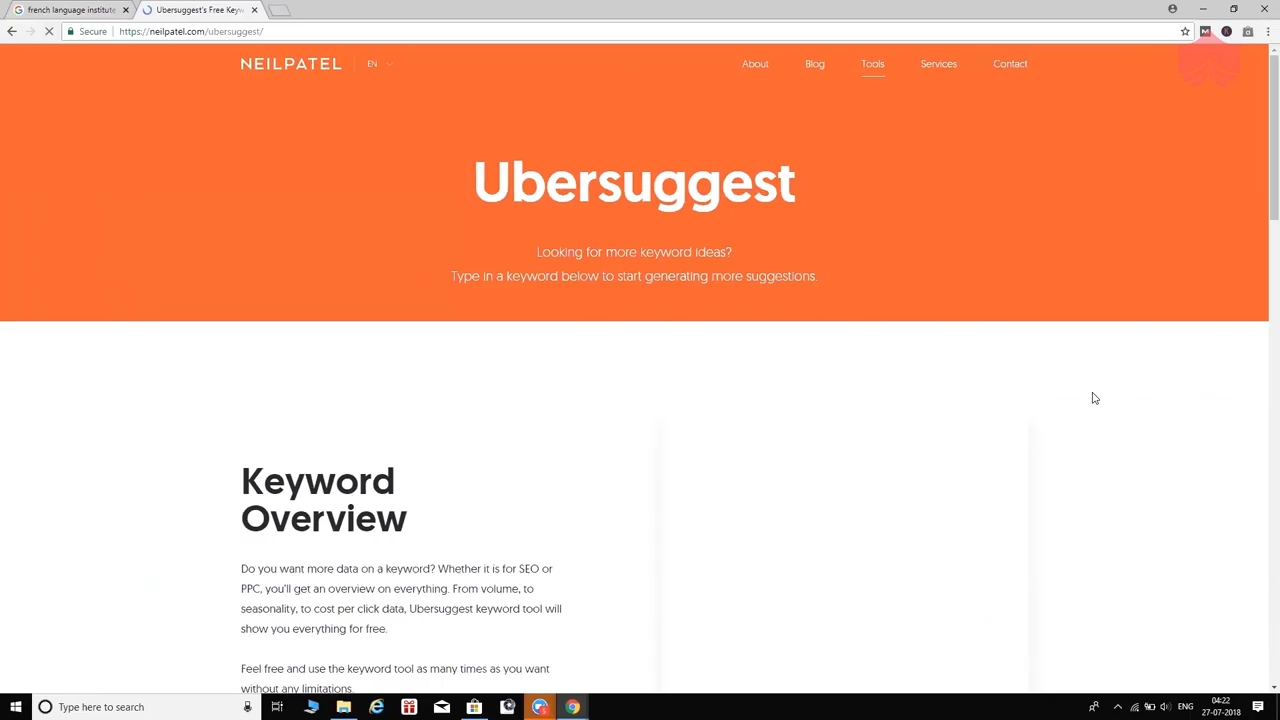 french language institute
Ubersuggest's Free Keyw
Secure
https://neilpatel.com/ubersuggest/
NEILPATEL
EN
About
Blog
Tools
Services
Contact
Ubersuggest
Looking for more keyword ideas?
Type in a keyword below to start generating more suggestions.
Keyword
Overview
Do you want more data on a keyword? Whether it is for SEO or
PPC, you'll get an overview on everything. From volume, to
seasonality, to cost per click data, Ubersuggest keyword tool will
show you everything for free.
Feel free and use the keyword tool as many times as you want
without any limitations.
Type here to search
ENG
04:22
27-07-2018